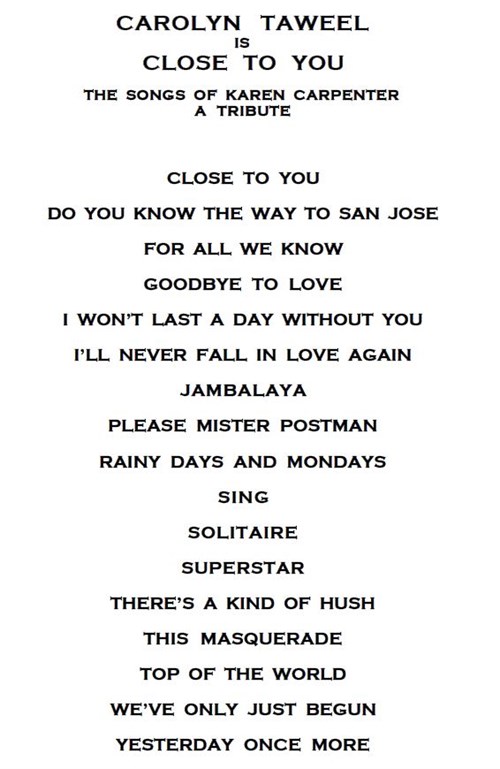 CAROLYN TAWEEL
IS
CLOSE TO YOU
THE SONGS OF KAREN CARPENTER
A TRIBUTE
CLOSE TO YOU
DO YOU KNOW THE WAY TO SAN JOSE
FOR ALL WE KNOW
GOODBYE TO LOVE
I WON'T LAST A DAY WITHOUT YOU
I'LL NEVER FALL IN LOVE AGAIN
JAMBALAYA
PLEASE MISTER POSTMAN
RAINY DAYS AND MONDAYS
SING
SOLITAIRE
SUPERSTAR
THERE'S A KIND OF HUSH
THIS MASQUERADE
TOP OF THE WORLD
WE'VE ONLY JUST BEGUN
YESTERDAY ONCE MORE